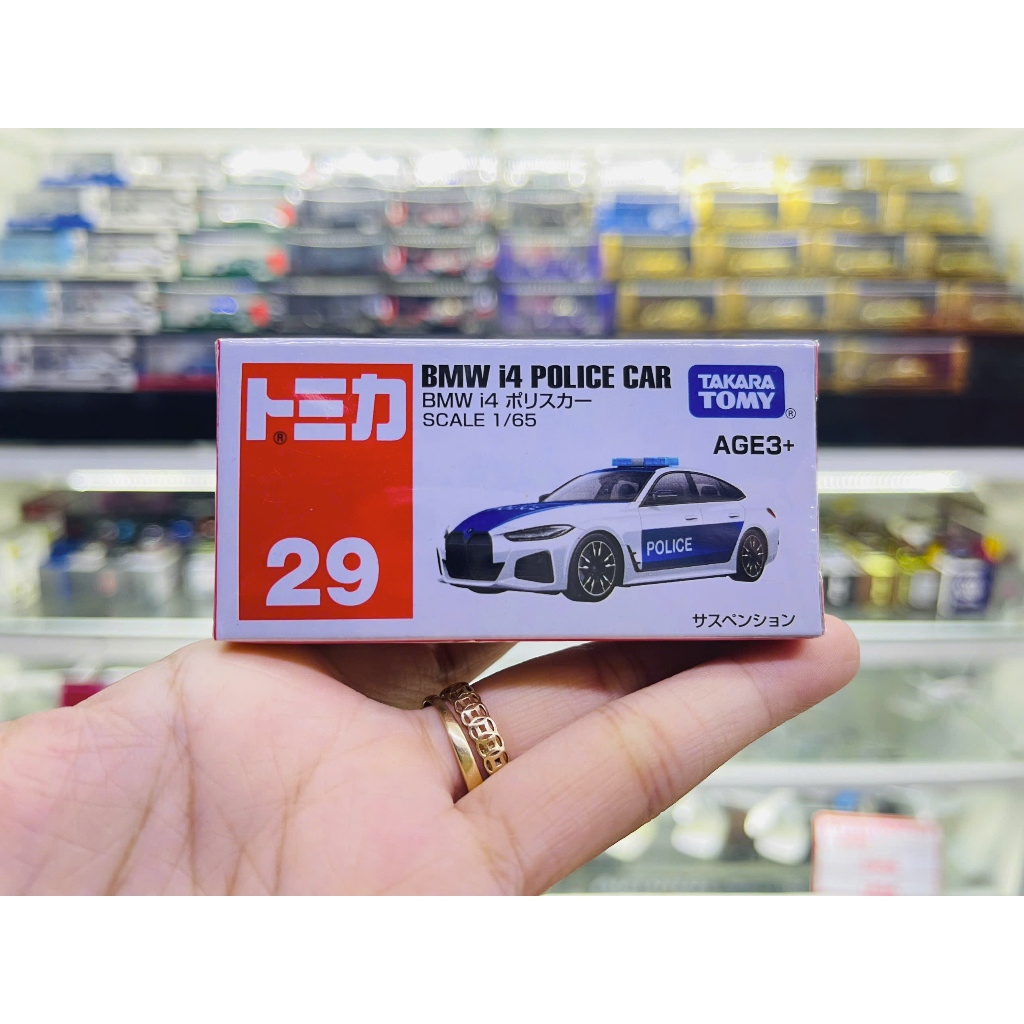 トミカ
®
29
BMW i4 POLICE CAR
BMW i4 ポリスカー
SCALE 1/65
TAKARA
TOMY
®
AGE3+
POLICE
サスペンション